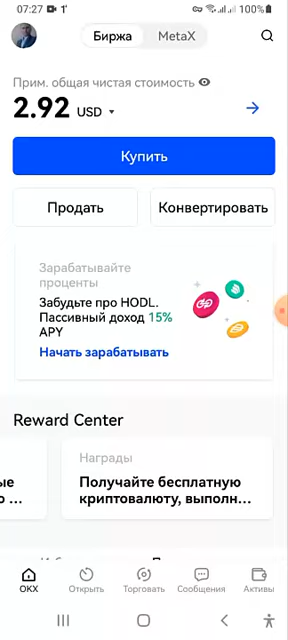 07:27
100%
Биржа
MetaX
Прим. общая чистая стоимость
2.92 USD
Купить
Продать
Конвертировать
Зарабатывайте
проценты
Забудьте про HODL.
Пассивный доход 15%
APY
Начать зарабатывать
Reward Center
ые
о ...
Награды
Получайте бесплатную
криптовалюту, выполн...
OKX
Открыть
Торговать
Сообщения
Активы